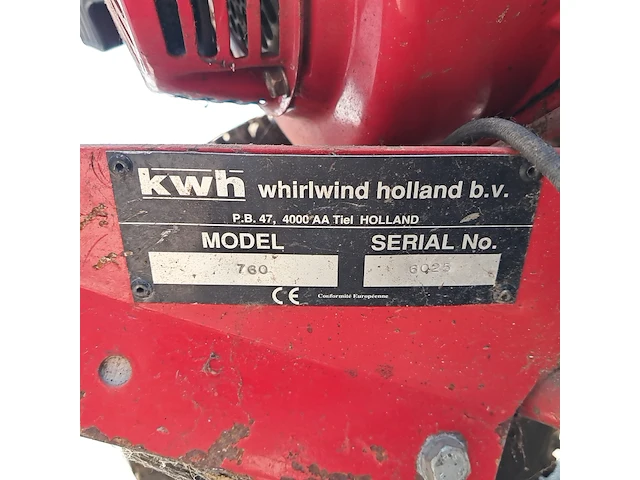 kwh whirlwind holland b.v.
P.B. 47, 4000 AA Tiel HOLLAND
MODEL SERIAL No.
760 6025
CE Conformité Européenne